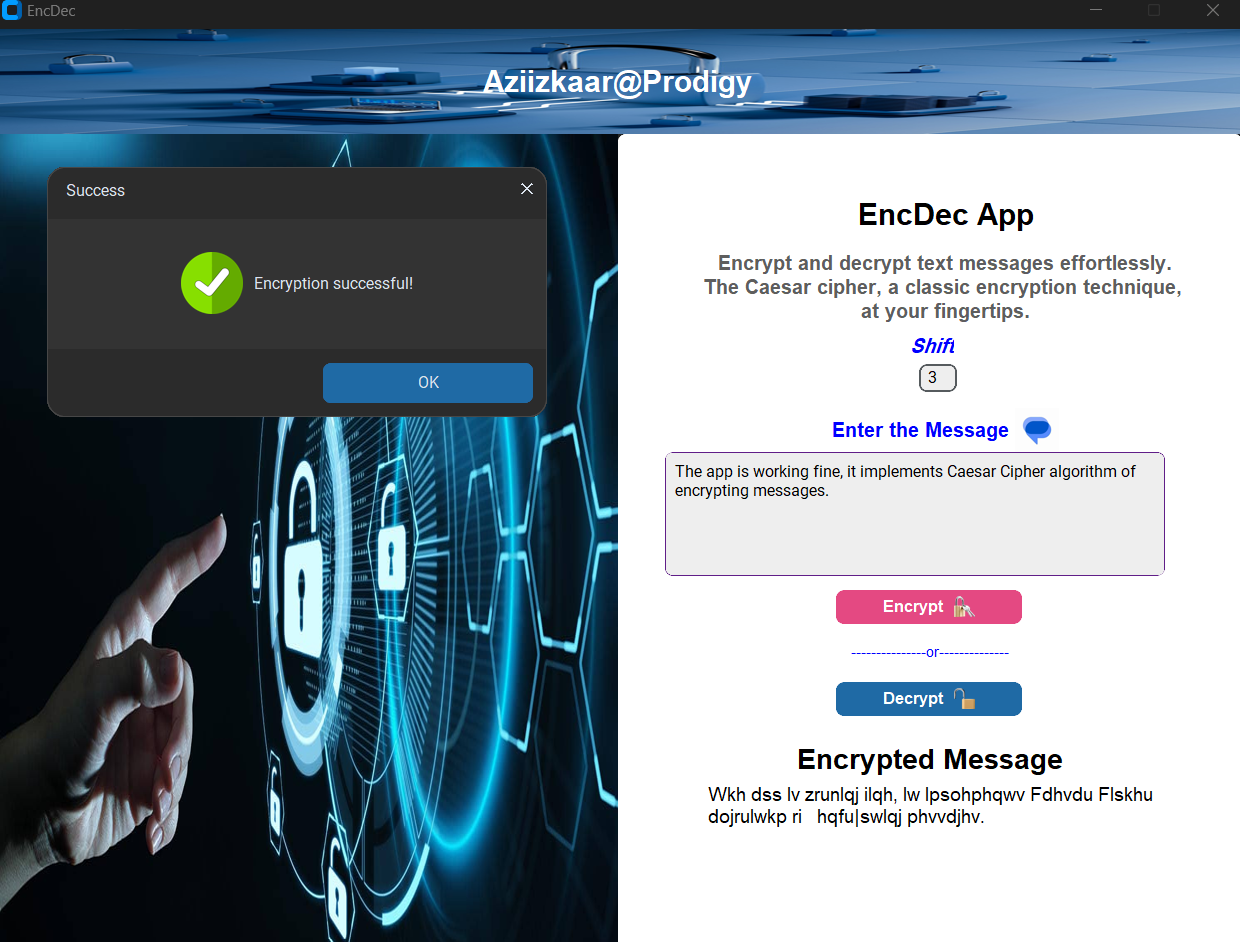 EncDec
Aziizkaar@Prodigy
Success
Encryption successful!
OK
EncDec App
Encrypt and decrypt text messages effortlessly.
The Caesar cipher, a classic encryption technique,
at your fingertips.
Shift
3
Enter the Message
The app is working fine, it implements Caesar Cipher algorithm of
encrypting messages.
Encrypt
---------------or--------------
Decrypt
Encrypted Message
Wkh dss lv zrunlqj ilqh, lw lpsohphqwv Fdhvdu Flskhu
dojrulwkp ri   hqfu|swlqj phvvdjhv.